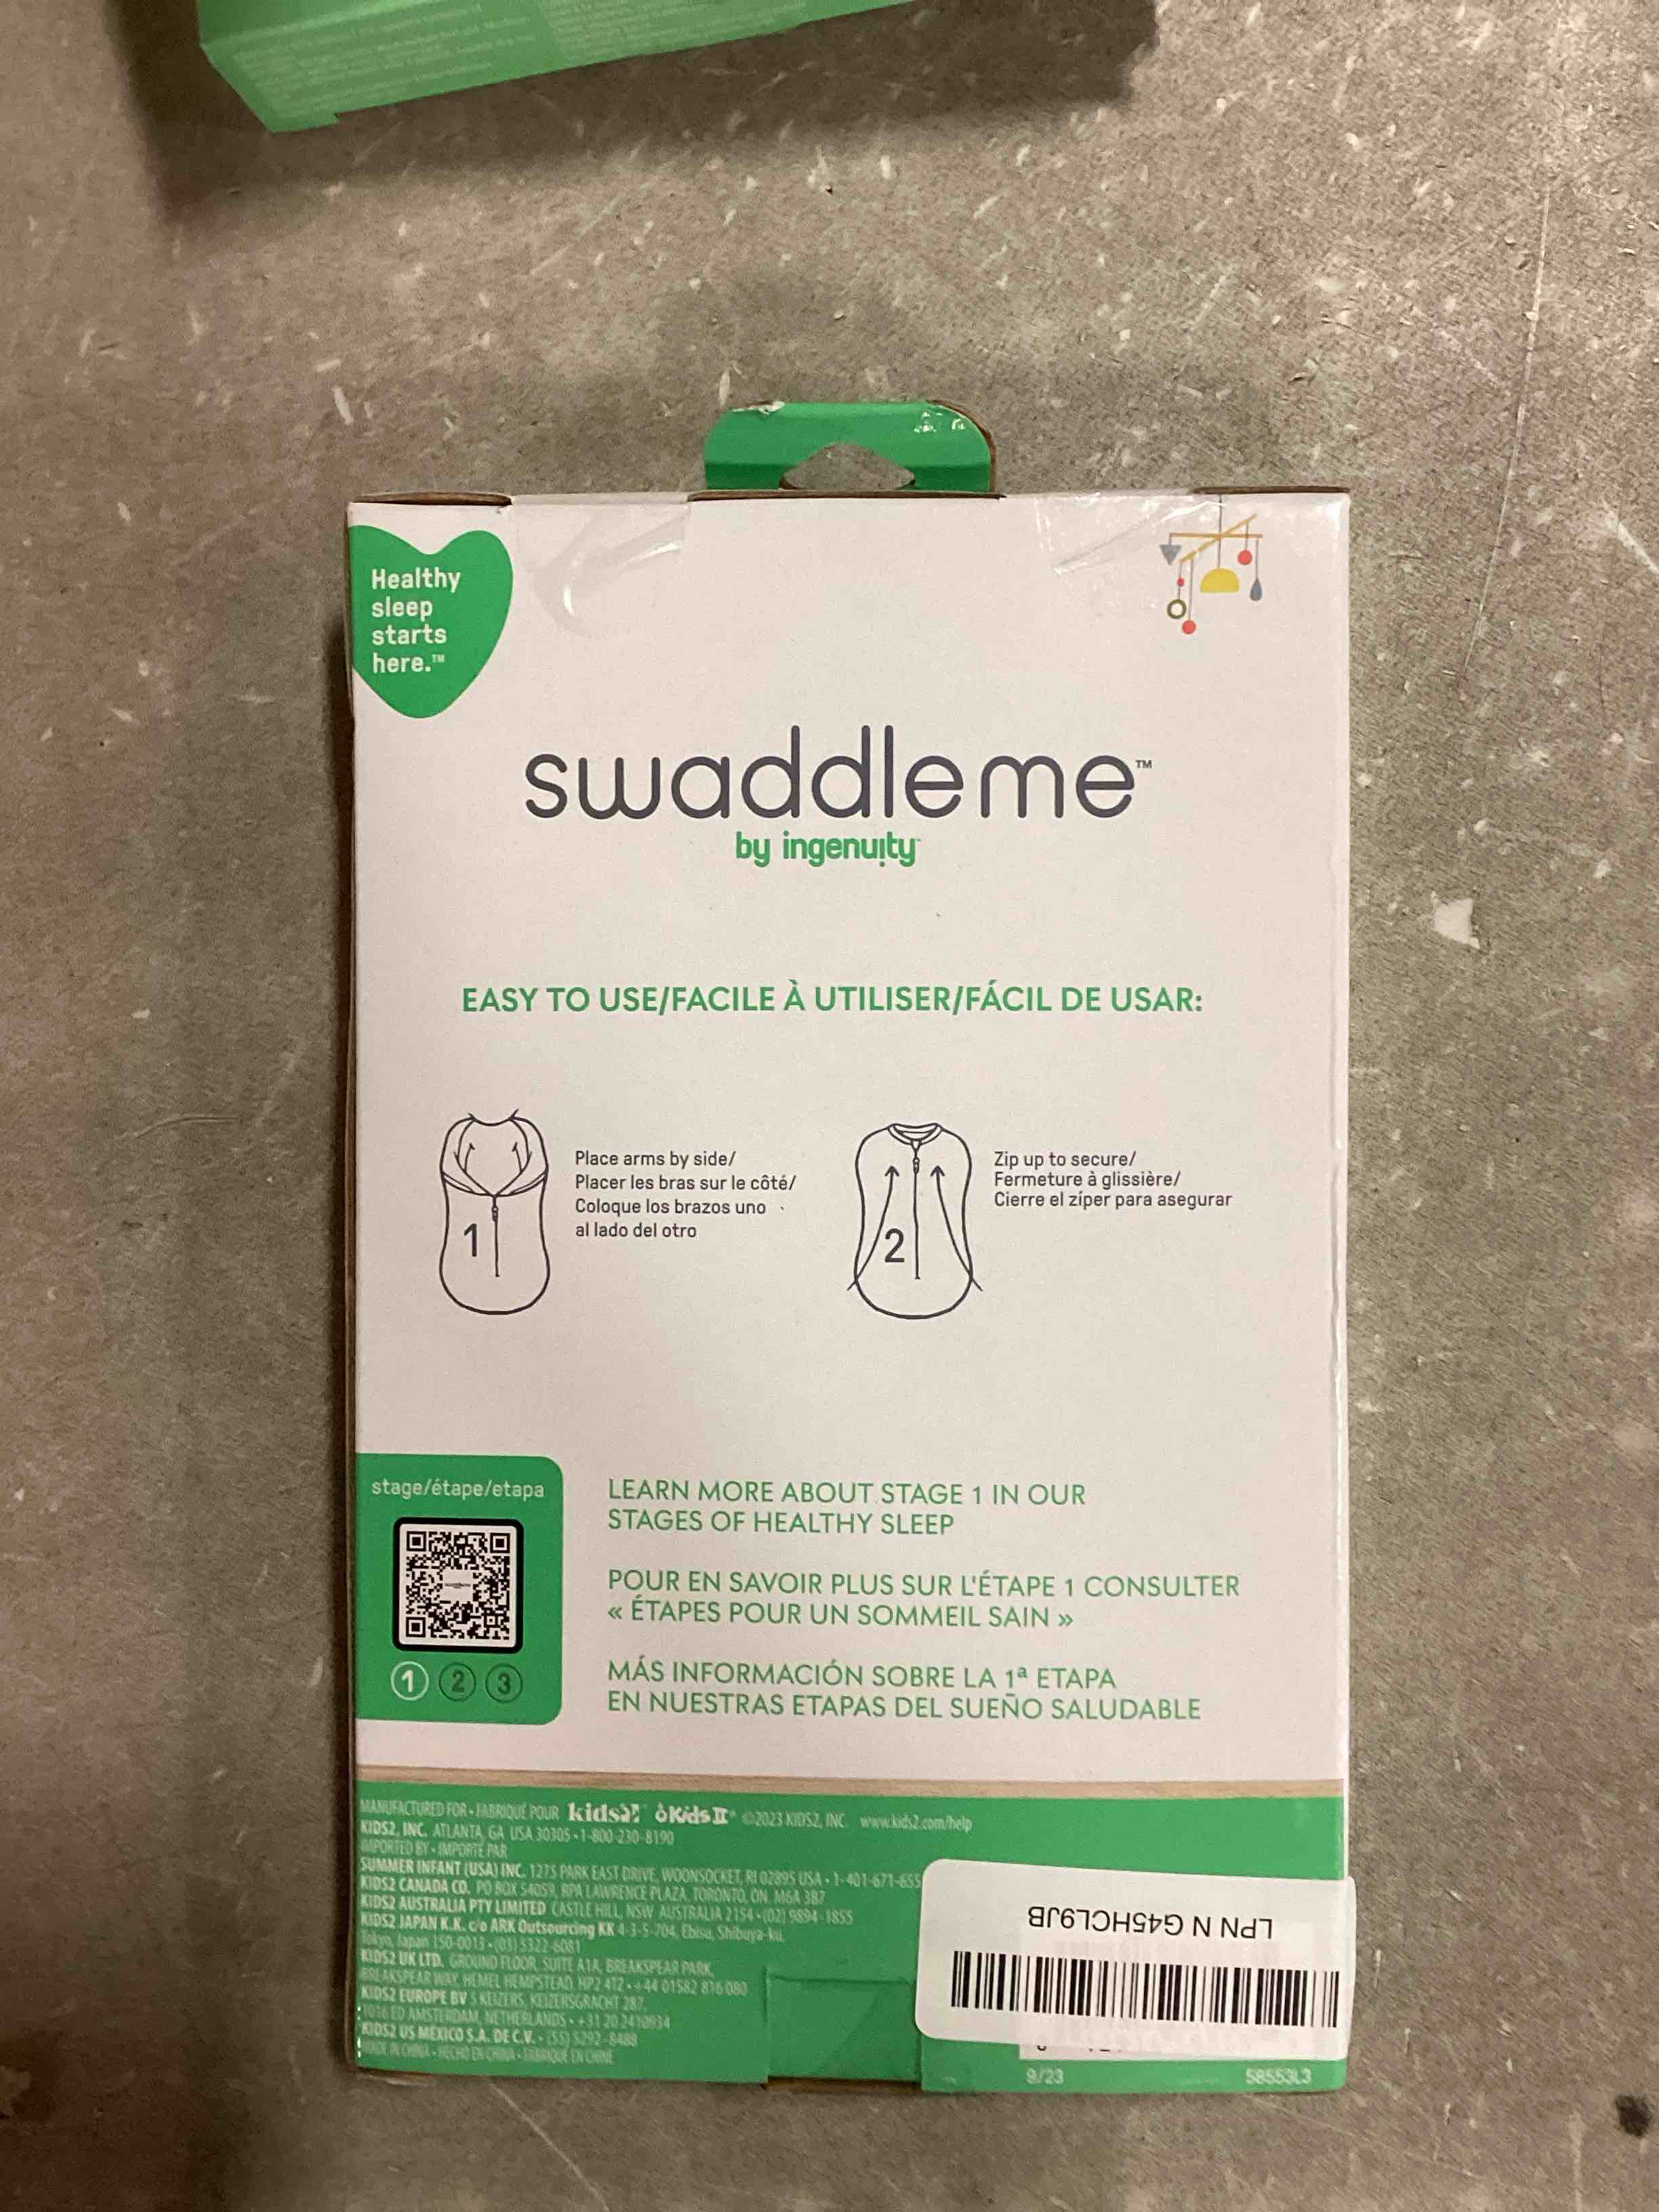 Healthy
sleep
starts
here.™
swaddleme™
by ingenuity
EASY TO USE/FACILE À UTILISER/FÁCIL DE USAR:
1
Place arms by side/
Placer les bras sur le côté/
Coloque los brazos uno
al lado del otro
2
Zip up to secure/
Fermeture à glissière/
Cierre el zíper para asegurar
stage/étape/etapa
1 2 3
LEARN MORE ABOUT STAGE 1 IN OUR
STAGES OF HEALTHY SLEEP
POUR EN SAVOIR PLUS SUR L'ÉTAPE 1 CONSULTER
« ÉTAPES POUR UN SOMMEIL SAIN »
MÁS INFORMACIÓN SOBRE LA 1ª ETAPA
EN NUESTRAS ETAPAS DEL SUEÑO SALUDABLE
MANUFACTURED FOR • FABRIQUÉ POUR kids2 Kids II ©2023 KIDS2, INC. www.kids2.com/help
KIDS2, INC. ATLANTA, GA USA 30305 • 1-800-230-8190
IMPORTED BY • IMPORTÉ PAR
SUMMER INFANT (USA) INC. 1275 PARK EAST DRIVE, WOONSOCKET, RI 02895 USA • 1-401-671-655
KIDS2 CANADA CO. PO BOX 54059, RPA LAWRENCE PLAZA, TORONTO, ON M6A 3B7
KIDS2 AUSTRALIA PTY LIMITED CASTLE HILL, NSW AUSTRALIA 2154 • (02) 9894-1855
KIDS2 JAPAN K.K. c/o ARK Outsourcing KK 4-3-5-704, Ebisu, Shibuya-ku,
Tokyo, Japan 150-0013 • (03) 5322-6081
KIDS2 UK LTD. GROUND FLOOR, SUITE A1A, BREAKSPEAR PARK,
BREAKSPEAR WAY, HEMEL HEMPSTEAD HP2 4TZ • +44 01582 816 080
KIDS2 EUROPE BV KEIZERSGRACHT 287,
1016 ED AMSTERDAM, NETHERLANDS • +31 20 2410934
KIDS2 US MÉXICO S.A. DE C.V. • (55) 5292-8488
MADE IN CHINA • HECHO EN CHINA • FABRIQUÉ EN CHINE
LPN N G45HCL9JB
9/23
58553L3